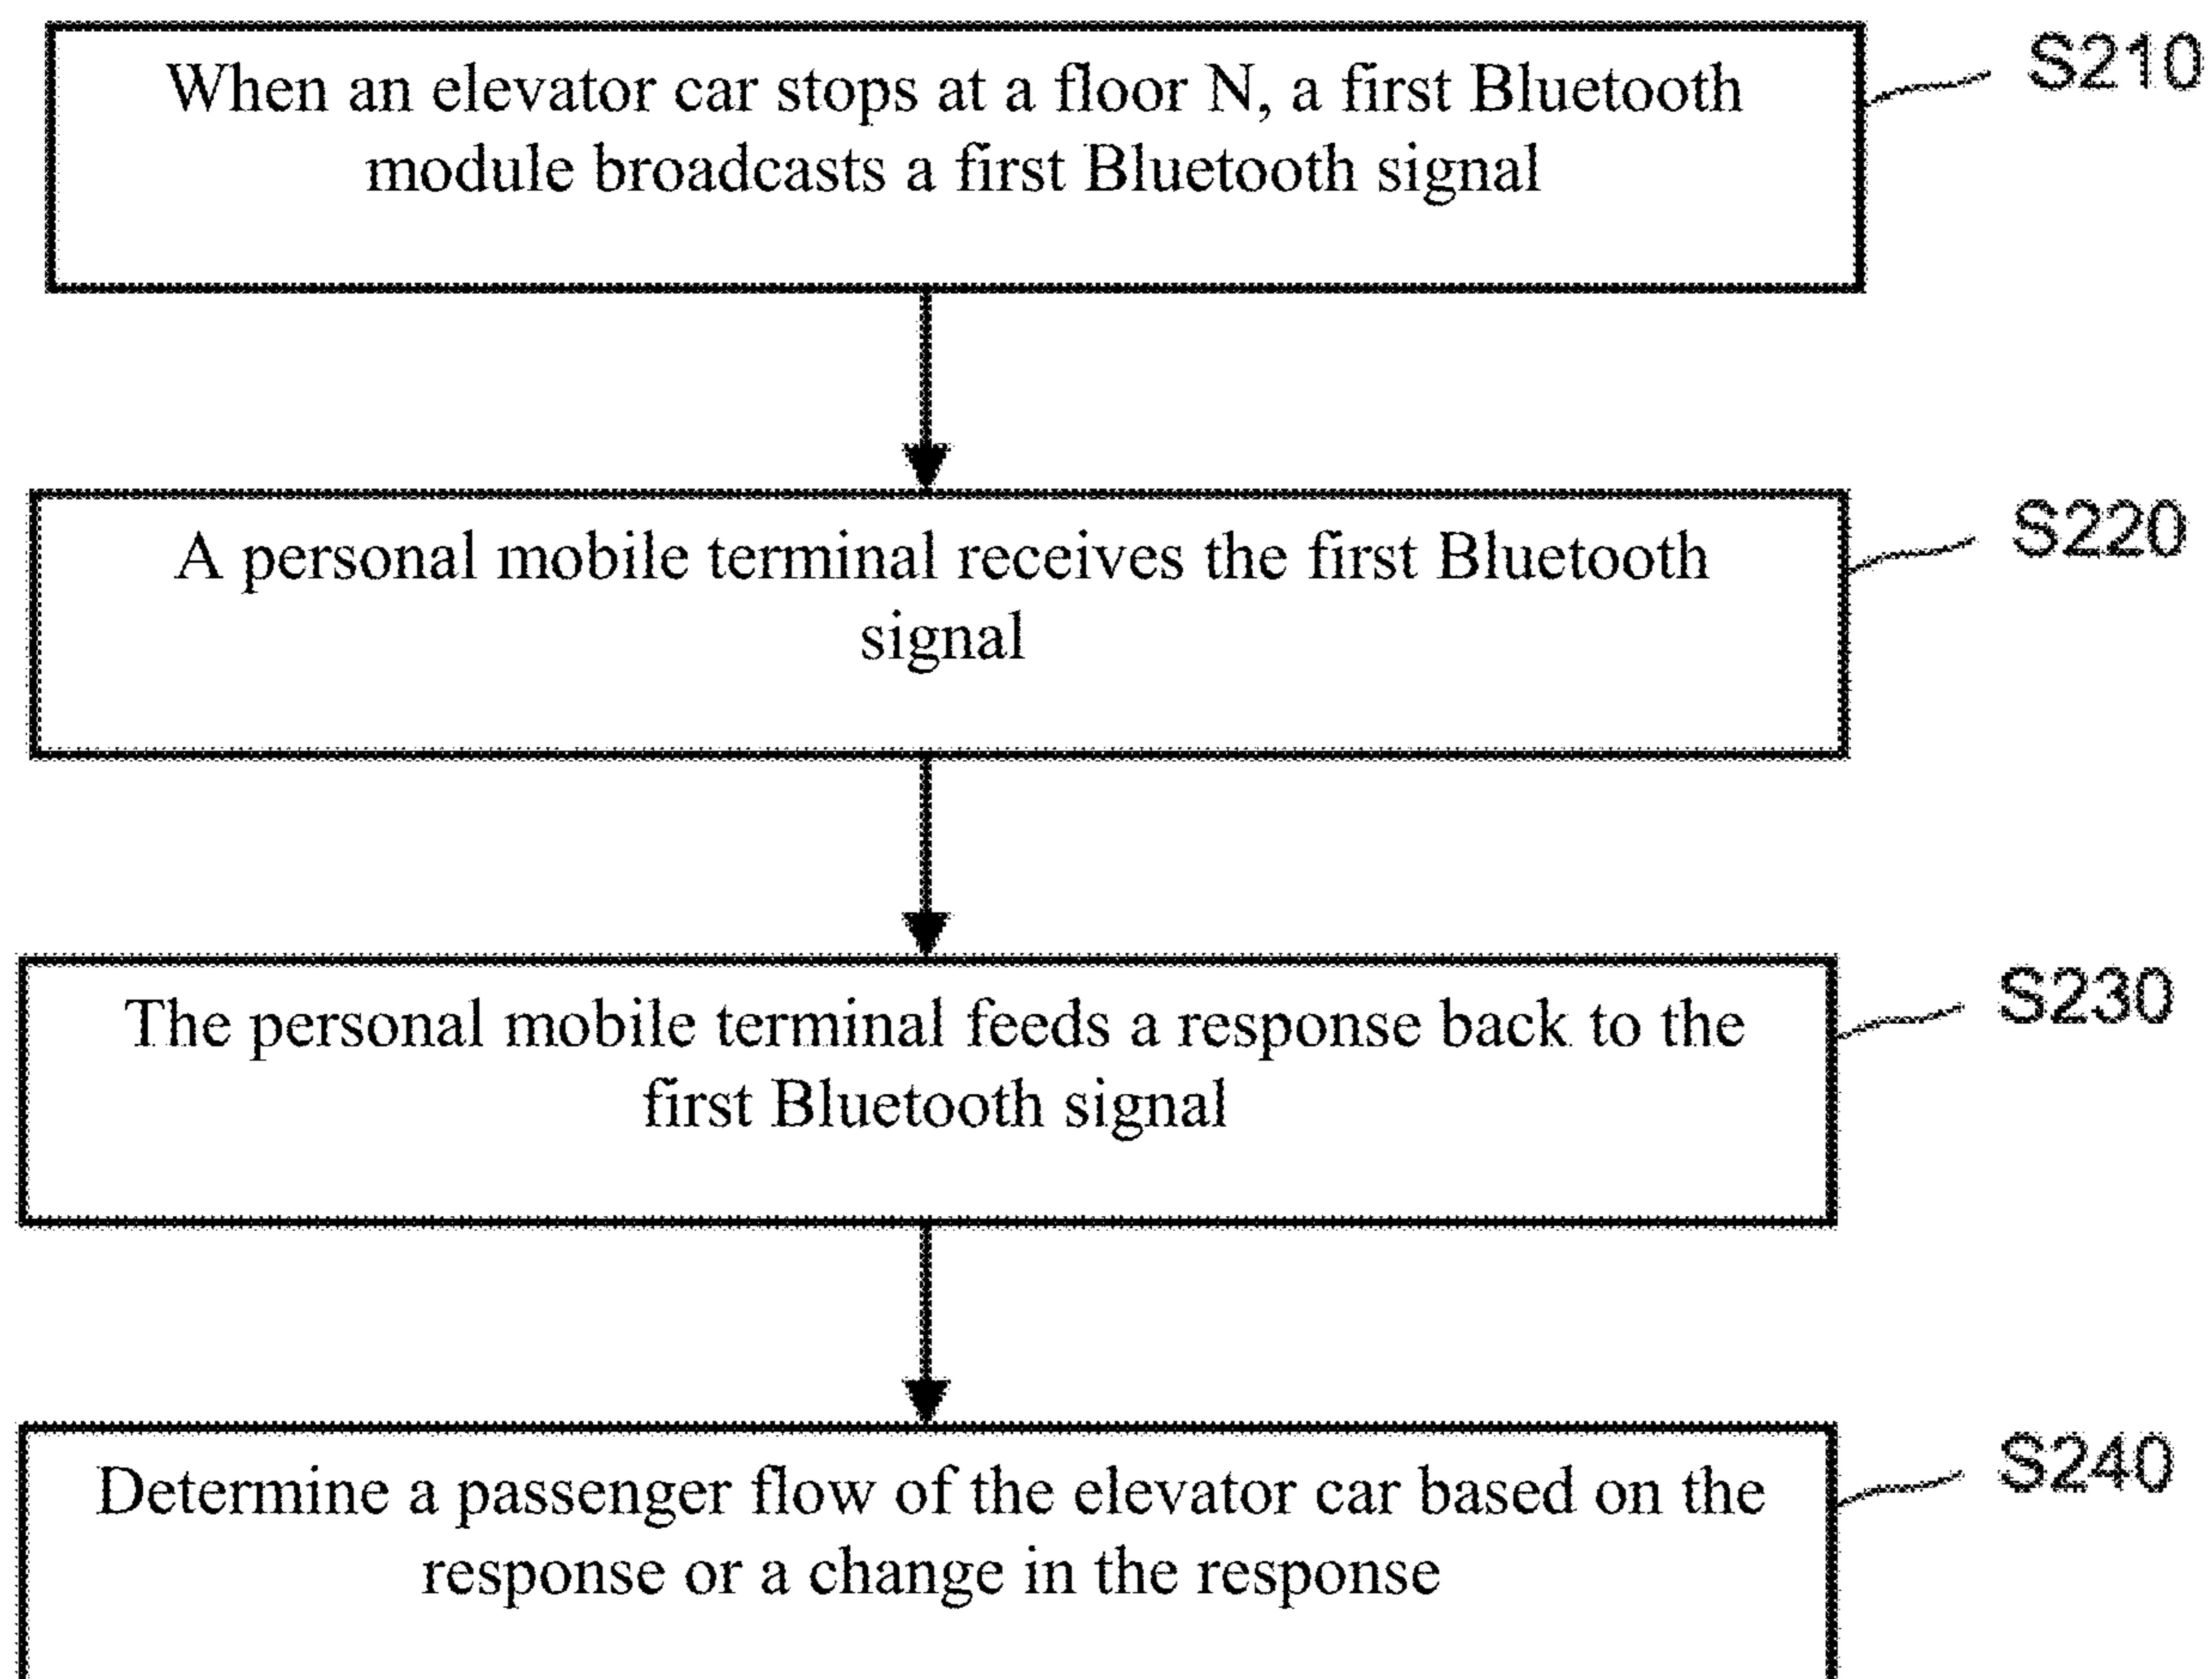 When an elevator car stops at a floor N, a first Bluetooth
module broadcasts a first Bluetooth signal
S210
A personal mobile terminal receives the first Bluetooth
signal
S220
The personal mobile terminal feeds a response back to the
first Bluetooth signal
S230
Determine a passenger flow of the elevator car based on the
response or a change in the response
S240